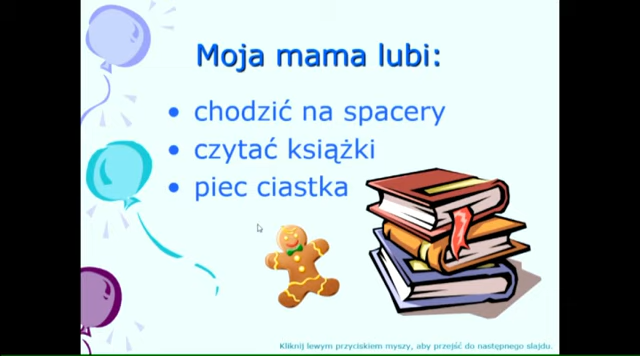 Moja mama lubi:
• chodzić na spacery
• czytać książki
• piec ciastka
Kliknij lewym przyciskiem myszy, aby przejść do następnego slajdu.